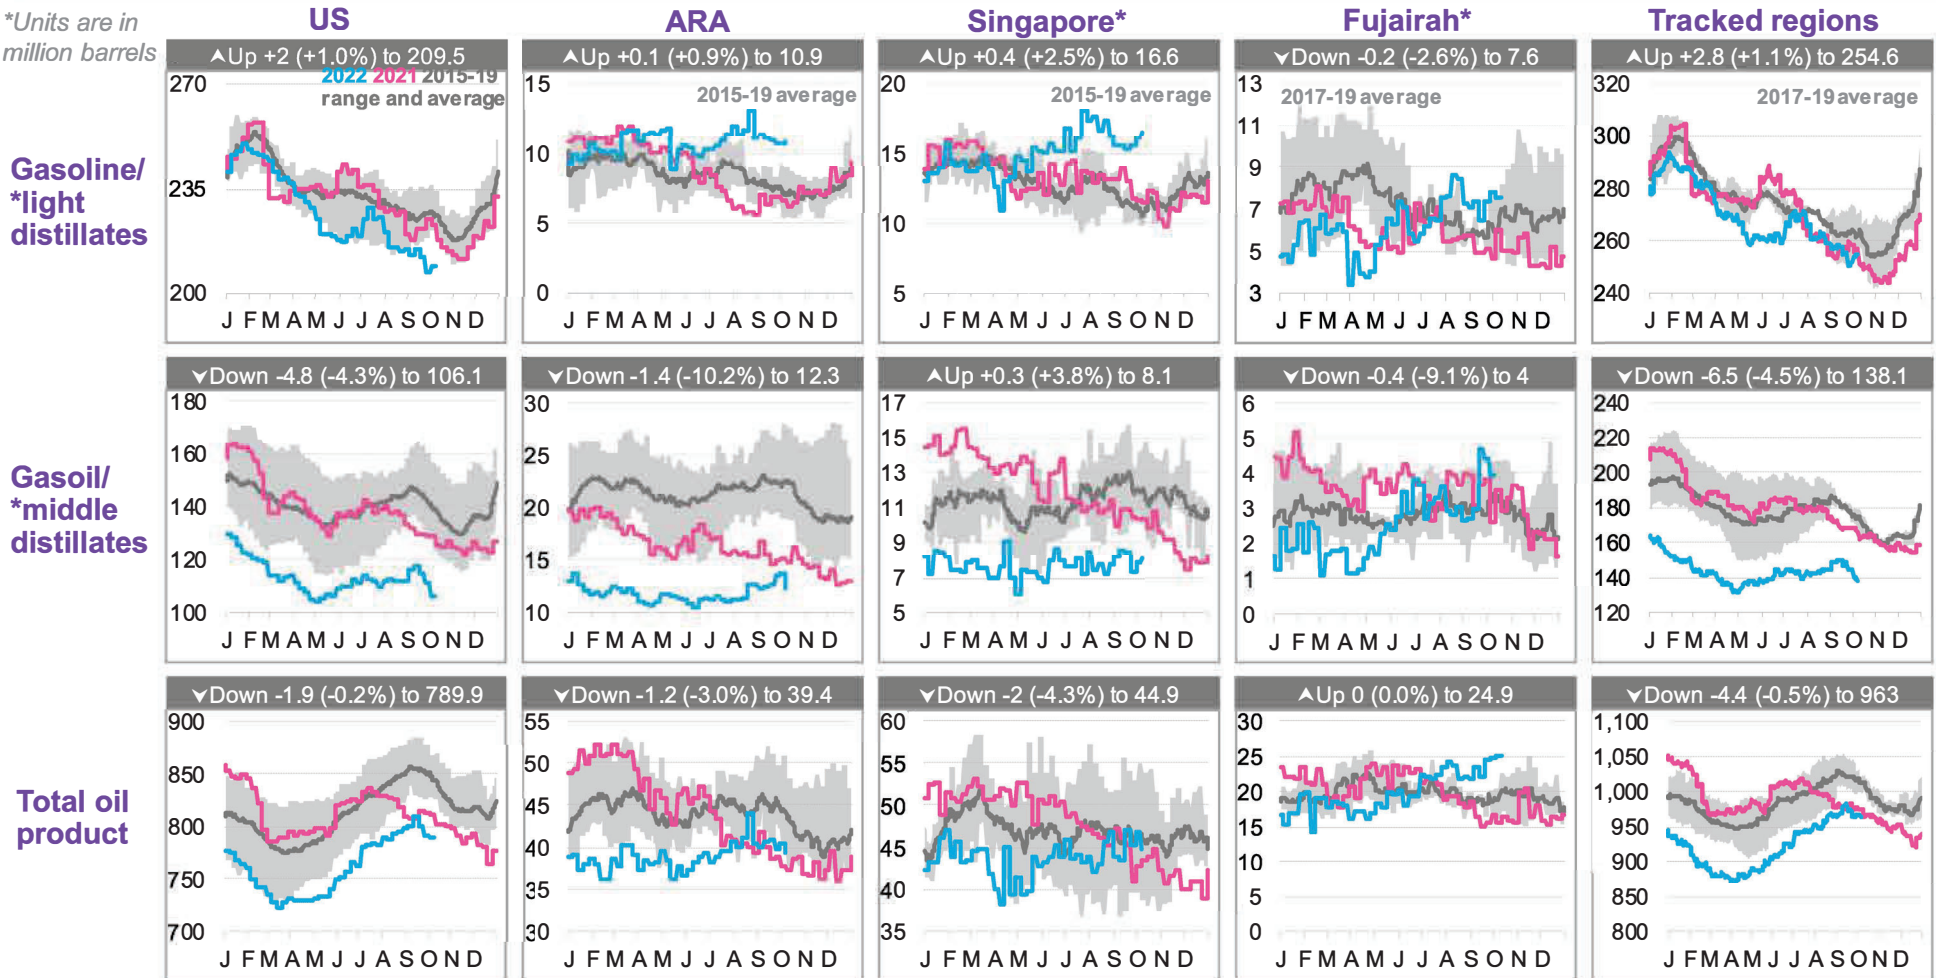 *Units are in
million barrels
US
ARA
Singapore*
Fujairah*
Tracked regions
Gasoline/
*light
distillates
Up +2 (+1.0%) to 209.5
2022 2021 2015-19
range and average
270
235
200
J F M A M J J A S O N D
Up +0.1 (+0.9%) to 10.9
2015-19 average
15
10
5
0
J F M A M J J A S O N D
Up +0.4 (+2.5%) to 16.6
2015-19 average
20
15
10
5
J F M A M J J A S O N D
Down -0.2 (-2.6%) to 7.6
2017-19 average
13
11
9
7
5
3
J F M A M J J A S O N D
Up +2.8 (+1.1%) to 254.6
2017-19 average
320
300
280
260
240
J F M A M J J A S O N D
Gasoil/
*middle
distillates
Down -4.8 (-4.3%) to 106.1
180
160
140
120
100
J F M A M J J A S O N D
Down -1.4 (-10.2%) to 12.3
30
25
20
15
10
J F M A M J J A S O N D
Up +0.3 (+3.8%) to 8.1
17
15
13
11
9
7
5
J F M A M J J A S O N D
Down -0.4 (-9.1%) to 4
6
5
4
3
2
1
0
J F M A M J J A S O N D
Down -6.5 (-4.5%) to 138.1
240
220
200
180
160
140
120
J F M A M J J A S O N D
Total oil
product
Down -1.9 (-0.2%) to 789.9
900
850
800
750
700
J F M A M J J A S O N D
Down -1.2 (-3.0%) to 39.4
55
50
45
40
35
30
J F M A M J J A S O N D
Down -2 (-4.3%) to 44.9
60
55
50
45
40
35
J F M A M J J A S O N D
Up 0 (0.0%) to 24.9
30
25
20
15
10
5
0
J F M A M J J A S O N D
Down -4.4 (-0.5%) to 963
1,100
1,050
1,000
950
900
850
800
J F M A M J J A S O N D